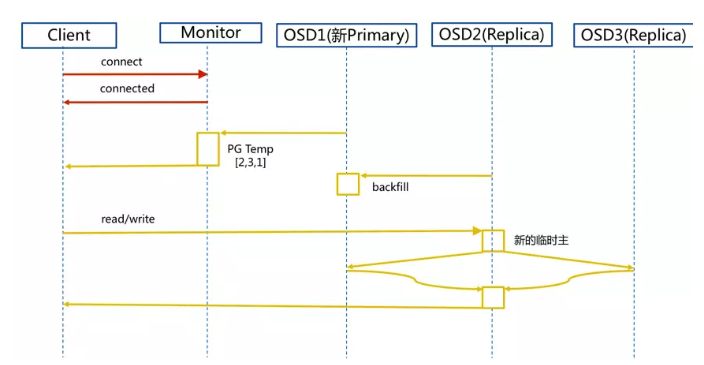 Client
Monitor
OSD1(新Primary)
OSD2(Replica)
OSD3(Replica)
connect
connected
PG Temp
[2,3,1]
backfill
read/write
新的临时主